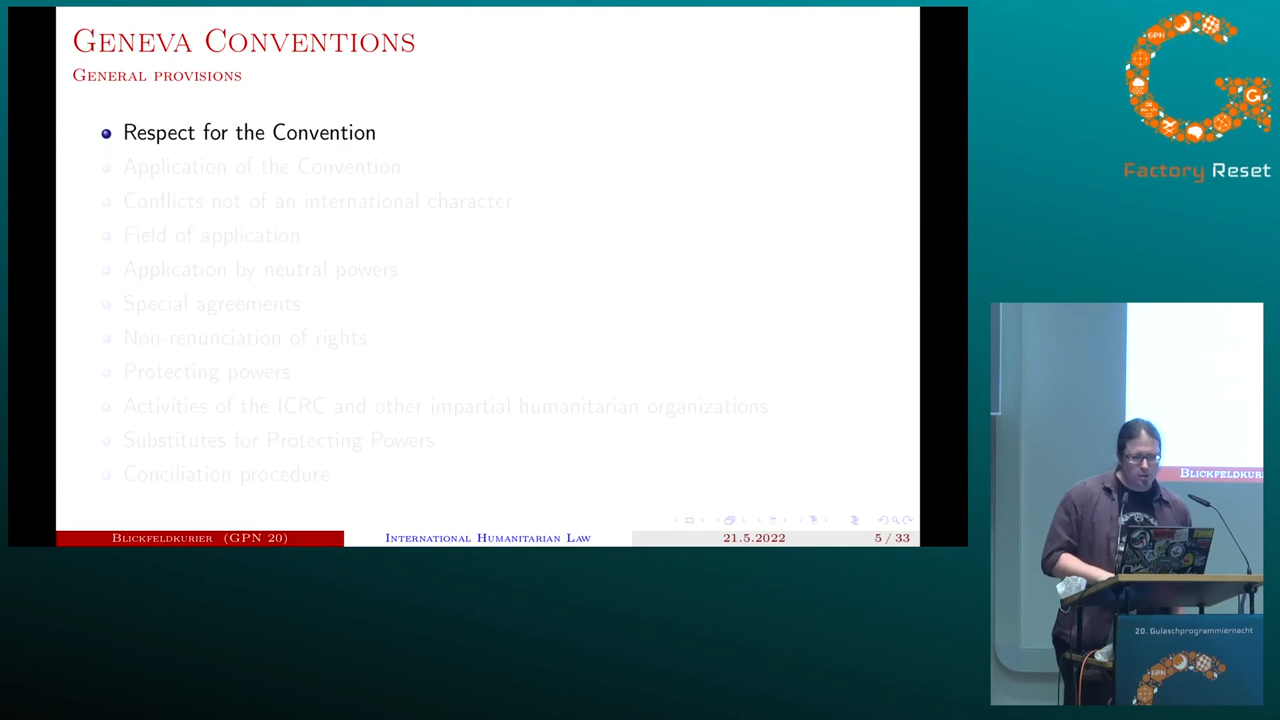 GENEVA CONVENTIONS
GENERAL PROVISIONS
Respect for the Convention
Application of the Convention
Conflicts not of an international character
Field of application
Application by neutral powers
Special agreements
Non-renunciation of rights
Protecting powers
Activities of the ICRC and other impartial humanitarian organizations
Substitutes for Protecting Powers
Conciliation procedure
BLICKFELDKURIER (GPN 20)
INTERNATIONAL HUMANITARIAN LAW
21.5.2022
5 / 33
GPN
G
Factory Reset
BLICKFELDKURI
20. Gulaschprogrammiernacht